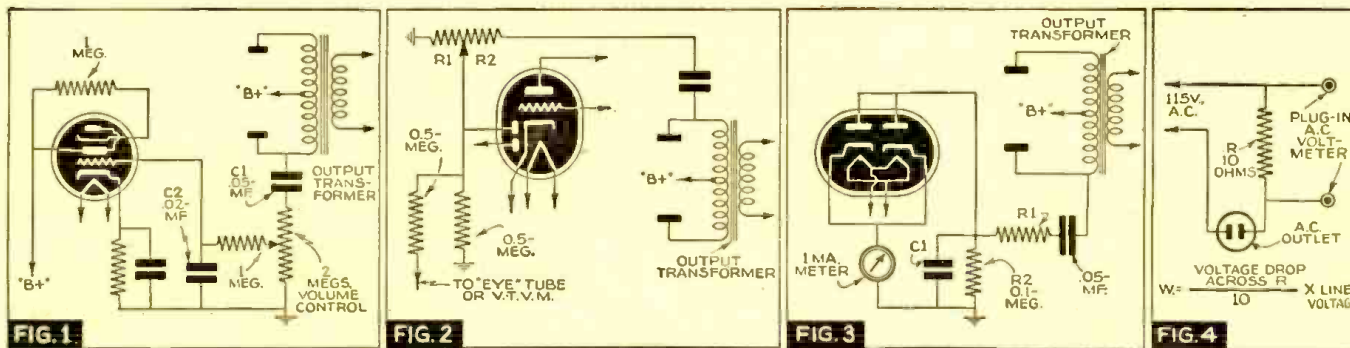 1
MEG.
"B+"
C2
.02-
MF.
1
MEG.
"B+"
C1
.05-
MF.
OUTPUT
TRANS-
FORMER
2
MEGS.
VOLUME
CONTROL
FIG.1
R1
R2
0.5-
MEG.
0.5-
MEG.
TO "EYE" TUBE
OR V.T.V.M.
"B+"
OUTPUT
TRANSFORMER
FIG.2
OUTPUT
TRANSFORMER
"B+"
1 MA.
METER
C1
R1
R2
0.1-
MEG.
.05-
MF.
FIG.3
115V.,
A.C.
R
10
OHMS
PLUG-IN
A.C.
VOLT-
METER
A.C.
OUTLET
W.= VOLTAGE DROP
ACROSS R
10
X LINE
VOLTAG
FIG.4